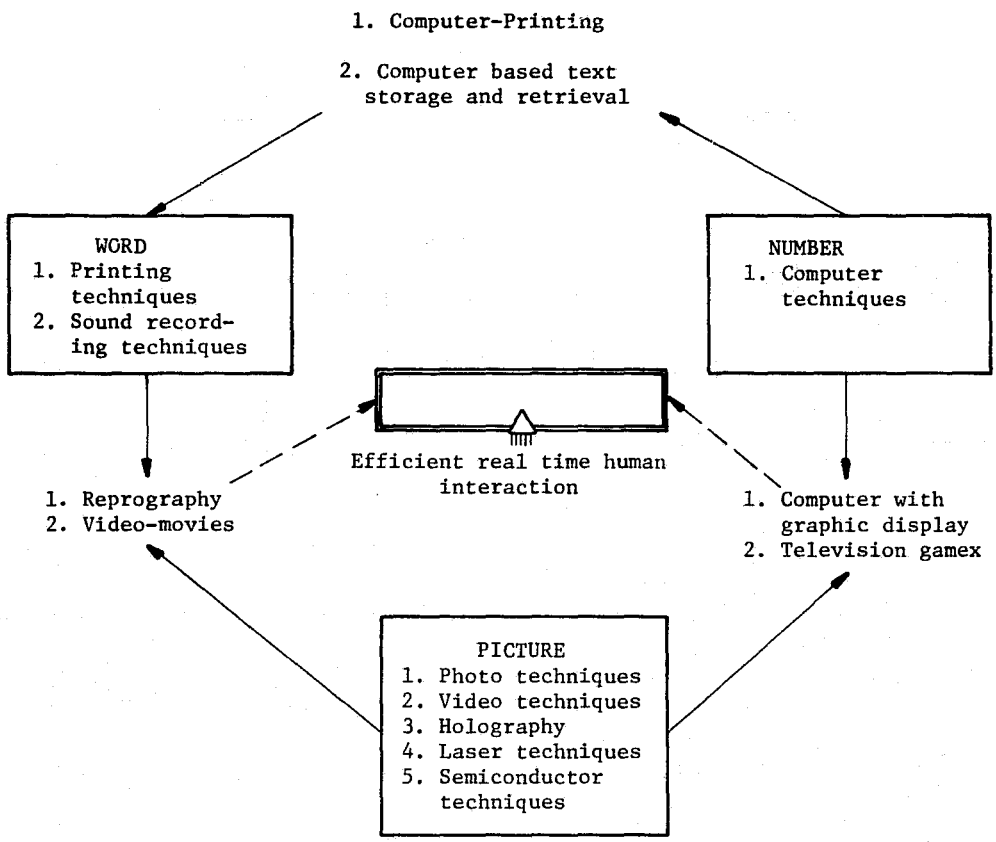 1. Computer-Printing
2. Computer based text
storage and retrieval
WORD
1. Printing
techniques
2. Sound record-
ing techniques
NUMBER
1. Computer
techniques
Efficient real time human
interaction
1. Reprography
2. Video-movies
1. Computer with
graphic display
2. Television gamex
PICTURE
1. Photo techniques
2. Video techniques
3. Holography
4. Laser techniques
5. Semiconductor
techniques